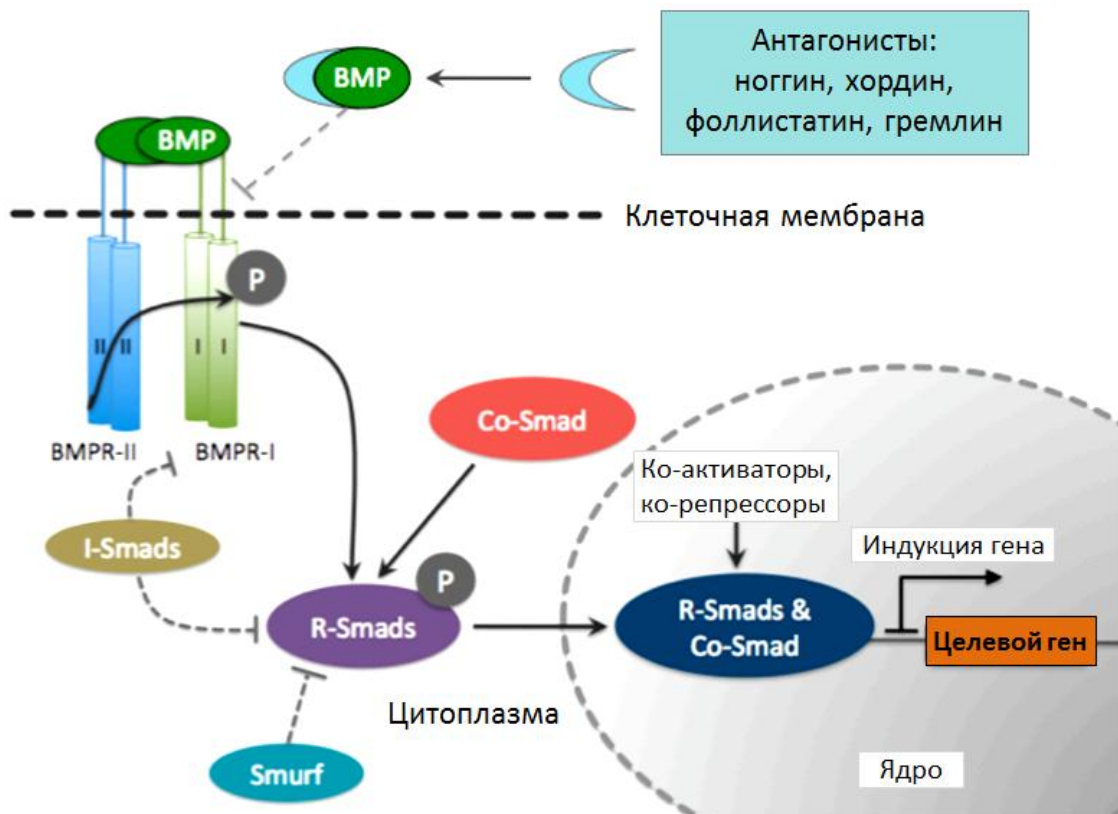 Антагонисты:
ноггин, хордин,
фоллистатин, гремлин
BMP
BMP
Клеточная мембрана
P
II II
I I
BMPR-II
BMPR-I
Co-Smad
Ко-активаторы,
ко-репрессоры
I-Smads
Индукция гена
P
R-Smads
R-Smads &
Co-Smad
Целевой ген
Цитоплазма
Smurf
Ядро